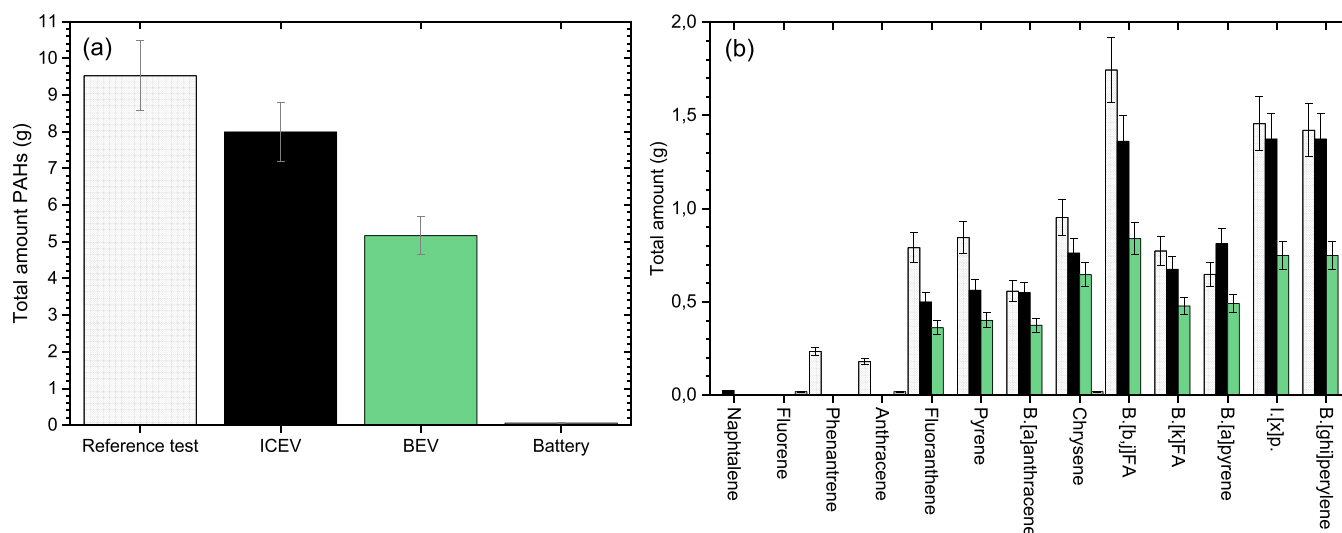 (a)
Total amount PAHs (g)
11
10
9
8
7
6
5
4
3
2
1
0
Reference test ICEV BEV Battery
(b)
Total amount (g)
2,0
1,5
1,0
0,5
0,0
Naphtalene
Fluorene
Phenantrene
Anthracene
Fluoranthene
Pyrene
B.[a]anthracene
Chrysene
B.[b,j]FA
B.[k]FA
B.[a]pyrene
I.[x]p.
B.[ghi]perylene